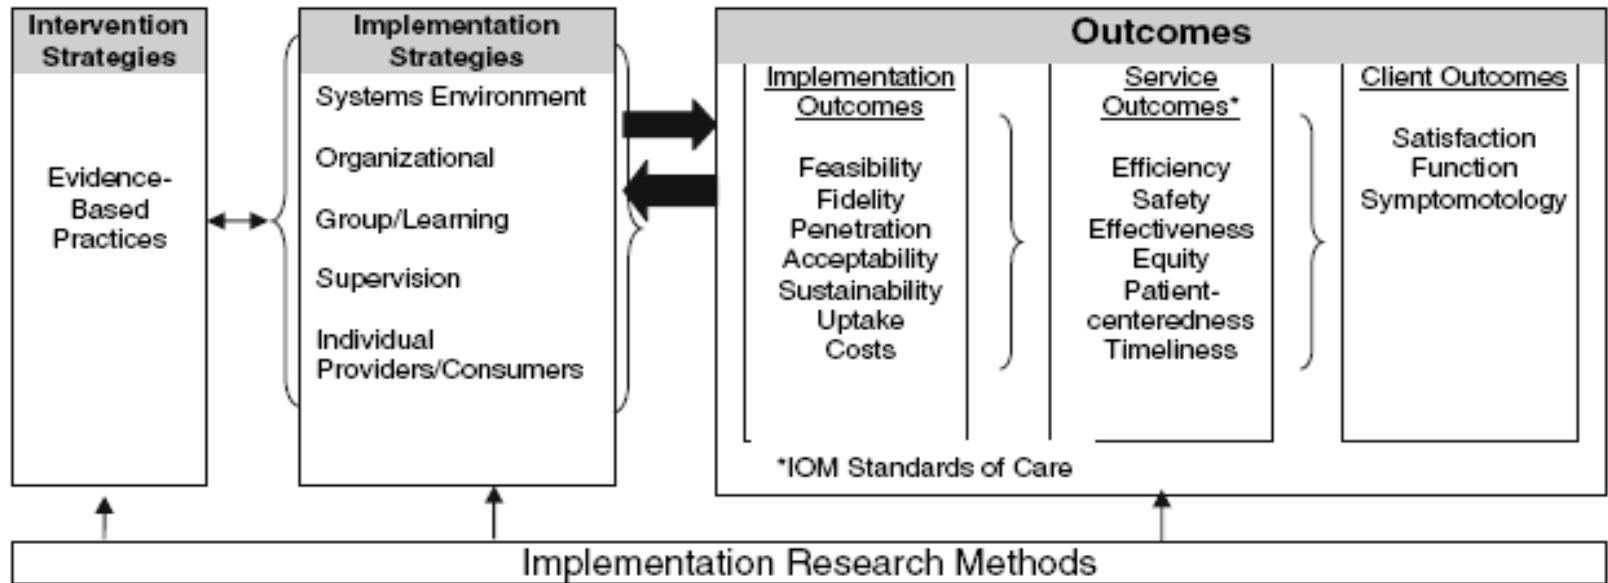 Intervention
Strategies
Evidence-
Based
Practices
Implementation
Strategies
Systems Environment
Organizational
Group/Learning
Supervision
Individual
Providers/Consumers
Outcomes
Implementation
Outcomes
Feasibility
Fidelity
Penetration
Acceptability
Sustainability
Uptake
Costs
Service
Outcomes*
Efficiency
Safety
Effectiveness
Equity
Patient-
centeredness
Timeliness
Client Outcomes
Satisfaction
Function
Symptomotology
*IOM Standards of Care
Implementation Research Methods